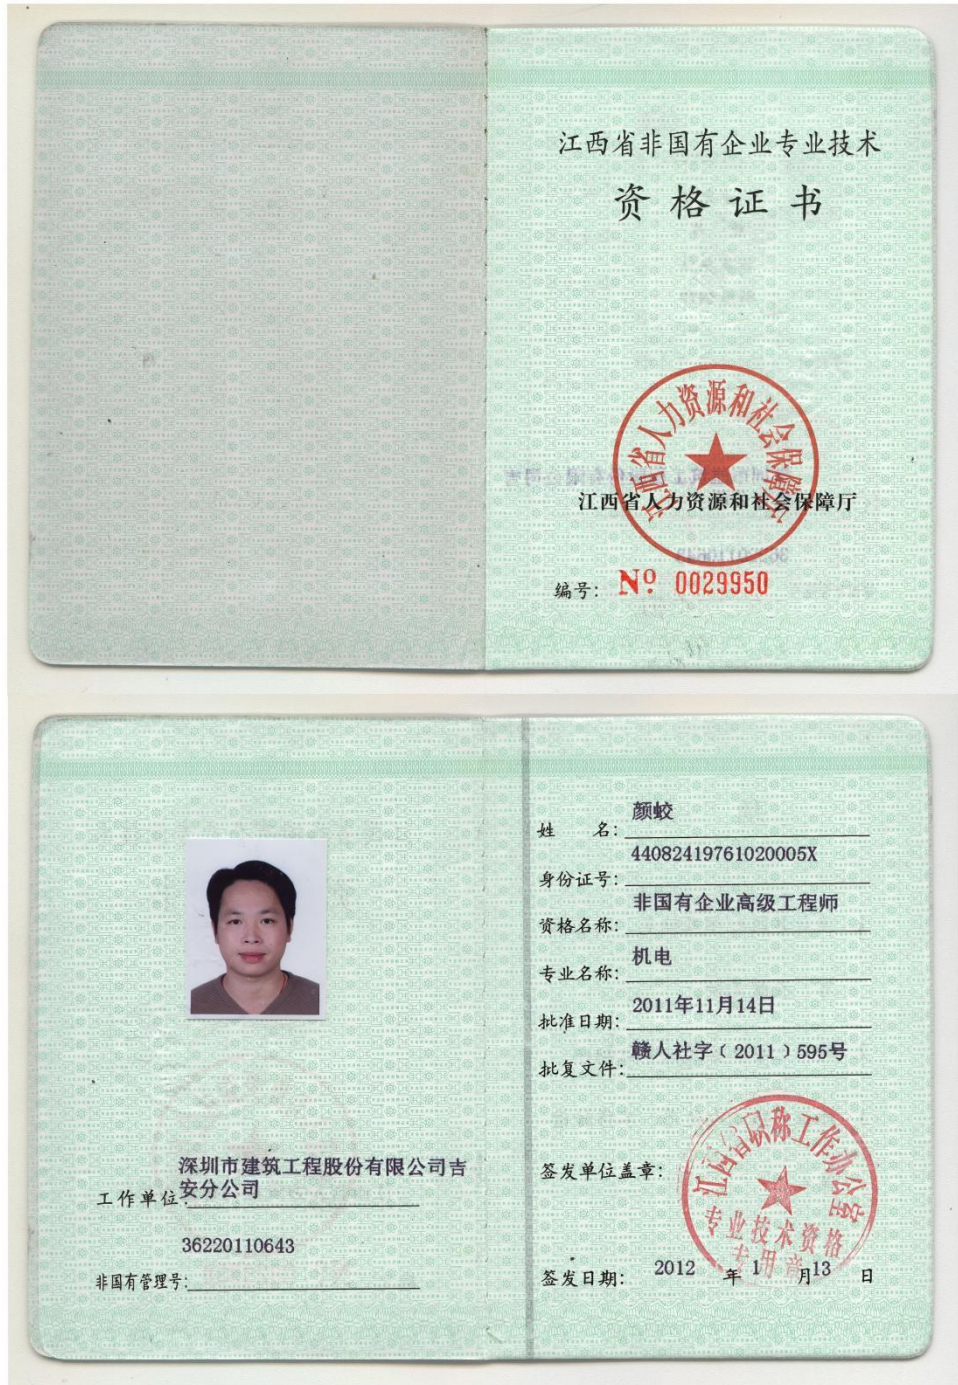 江西省非国有企业专业技术
资格证书
江西省人力资源和社会保障厅
江西省人力资源和社会保障厅
编号: Nº 0029950
姓 名: 颜蛟
身份证号: 44082419761020005X
资格名称: 非国有企业高级工程师
专业名称: 机电
批准日期: 2011年11月14日
批复文件: 赣人社字(2011)595号
工作单位: 深圳市建筑工程股份有限公司吉
安分公司
36220110643
非国有管理号:
签发单位盖章:
江西省职称工作办公室
专业技术资格
专用章
签发日期: 2012 年 1 月 13 日